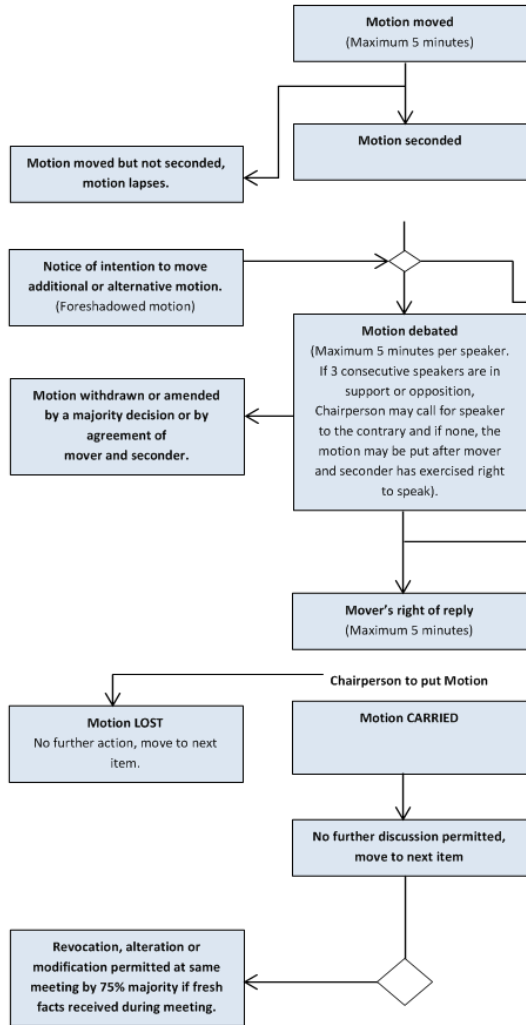 Motion moved
(Maximum 5 minutes)
Motion seconded
Motion moved but not seconded,
motion lapses.
Notice of intention to move
additional or alternative motion.
(Foreshadowed motion)
Motion debated
(Maximum 5 minutes per speaker.
If 3 consecutive speakers are in
support or opposition,
Chairperson may call for speaker
to the contrary and if none, the
motion may be put after mover
and seconder has exercised right
to speak).
Motion withdrawn or amended
by a majority decision or by
agreement of
mover and seconder.
Mover's right of reply
(Maximum 5 minutes)
Chairperson to put Motion
Motion LOST
No further action, move to next
item.
Motion CARRIED
No further discussion permitted,
move to next item
Revocation, alteration or
modification permitted at same
meeting by 75% majority if fresh
facts received during meeting.